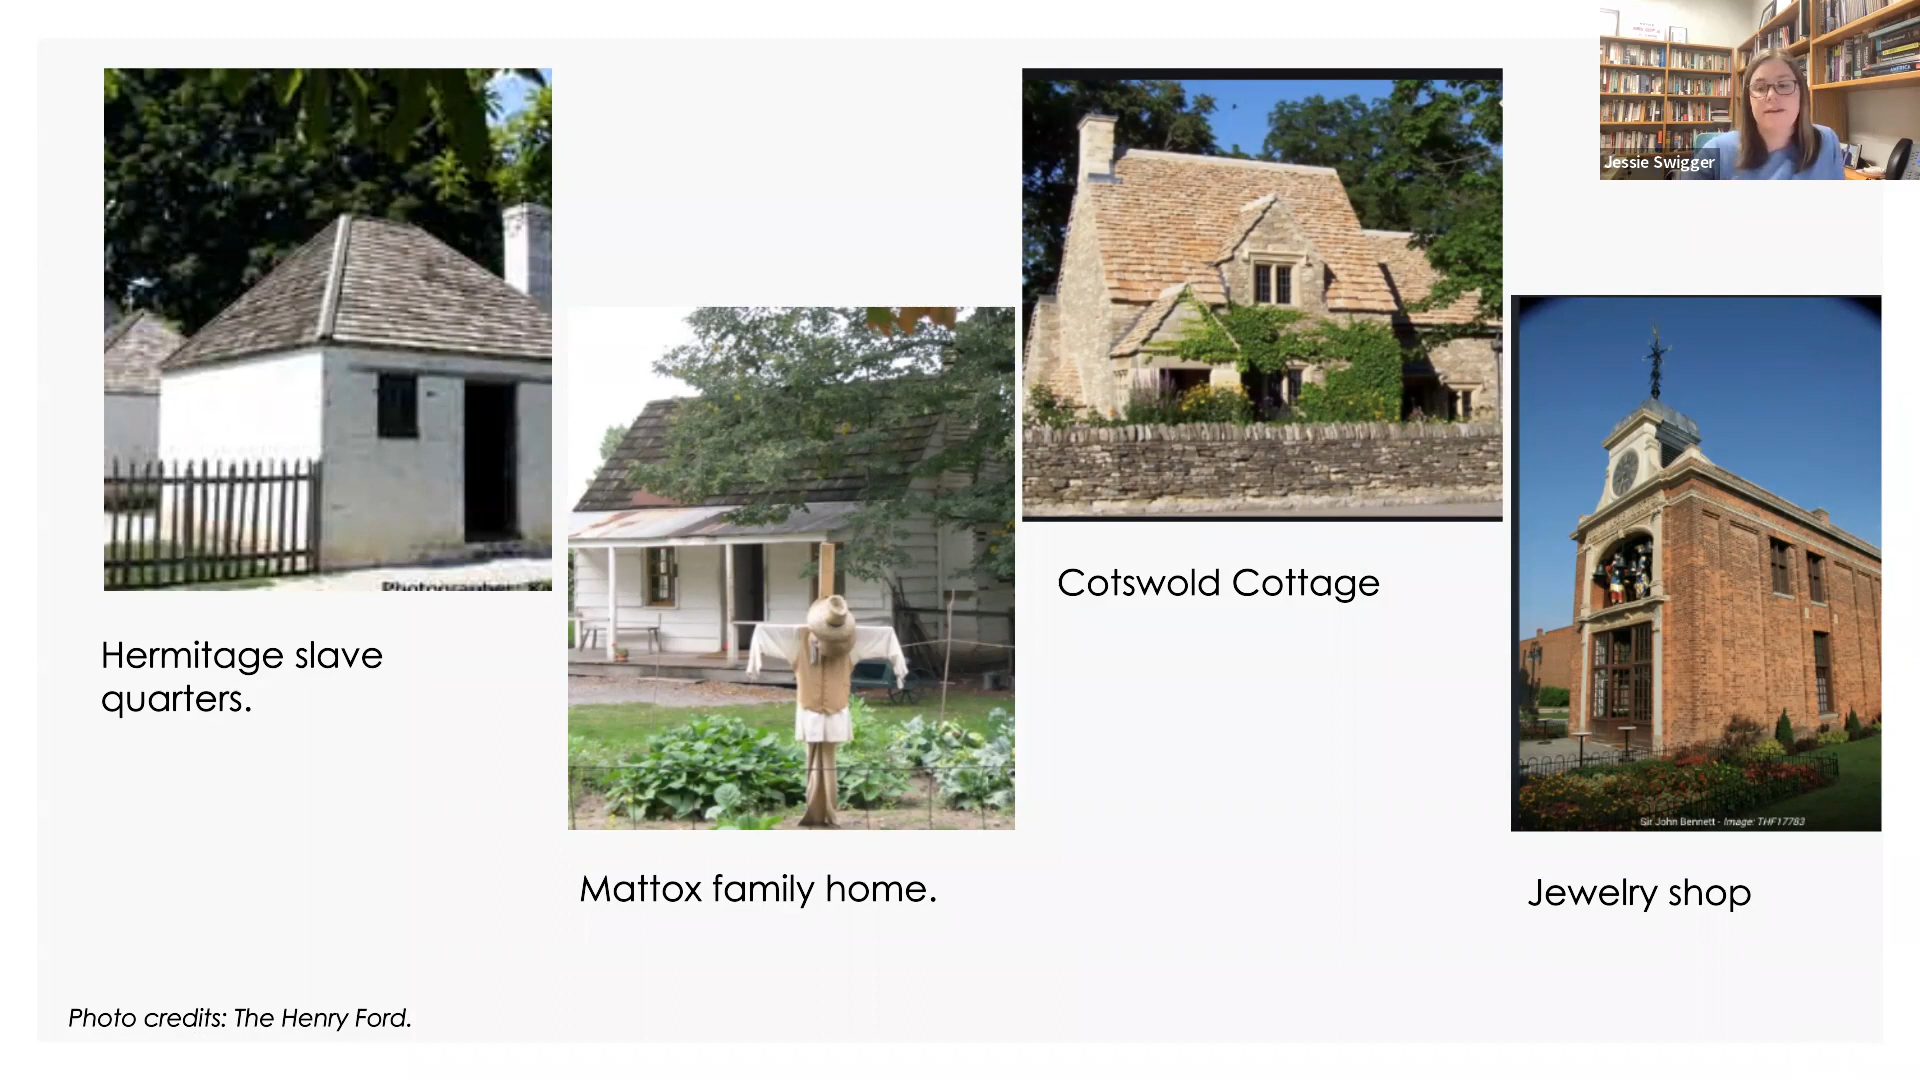 Jessie Swigger
Hermitage slave
quarters.
Mattox family home.
Cotswold Cottage
Sir John Bennett - Image: THF17783
Jewelry shop
Photo credits: The Henry Ford.